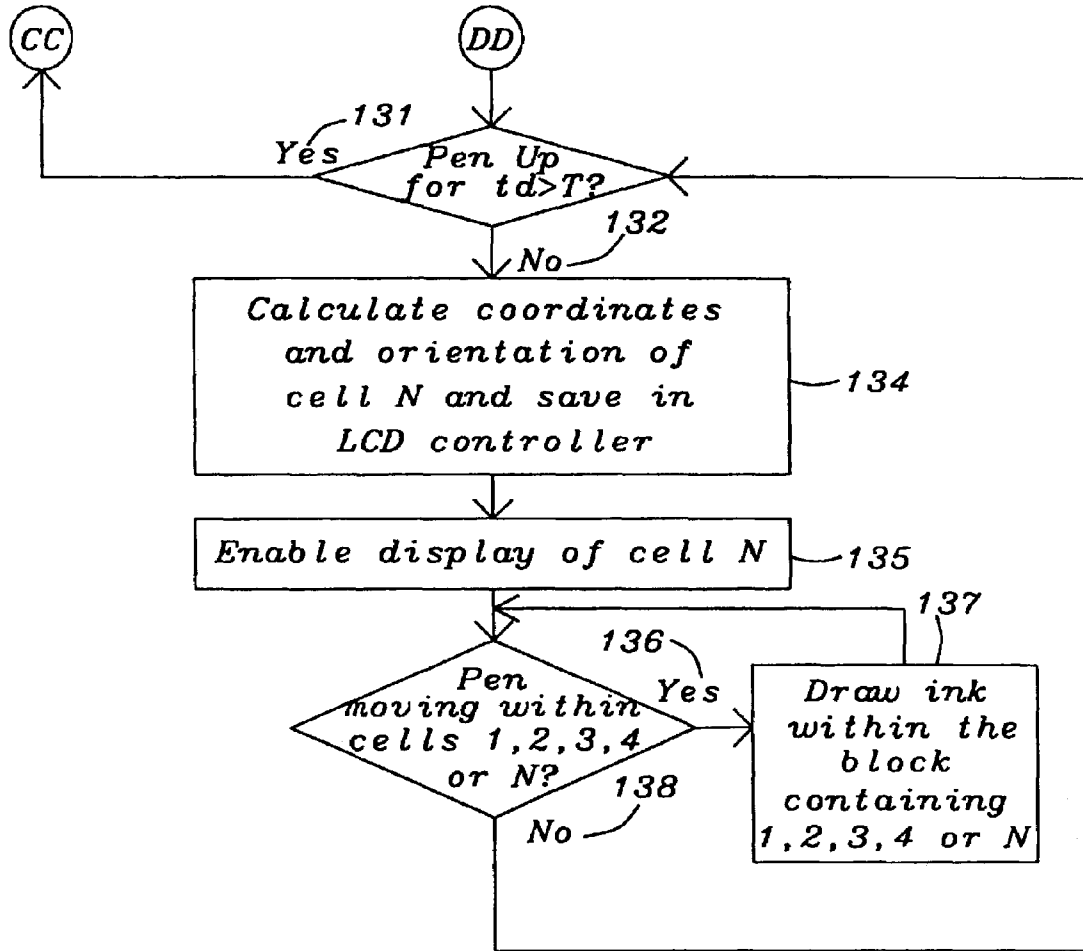 CC
DD
131
Yes
Pen Up
for td>T?
132
No
Calculate coordinates
and orientation of
cell N and save in
LCD controller
134
Enable display of cell N
135
137
136
Yes
Pen
moving within
cells 1,2,3,4
or N?
Draw ink
within the
block
containing
1,2,3,4 or N
138
No